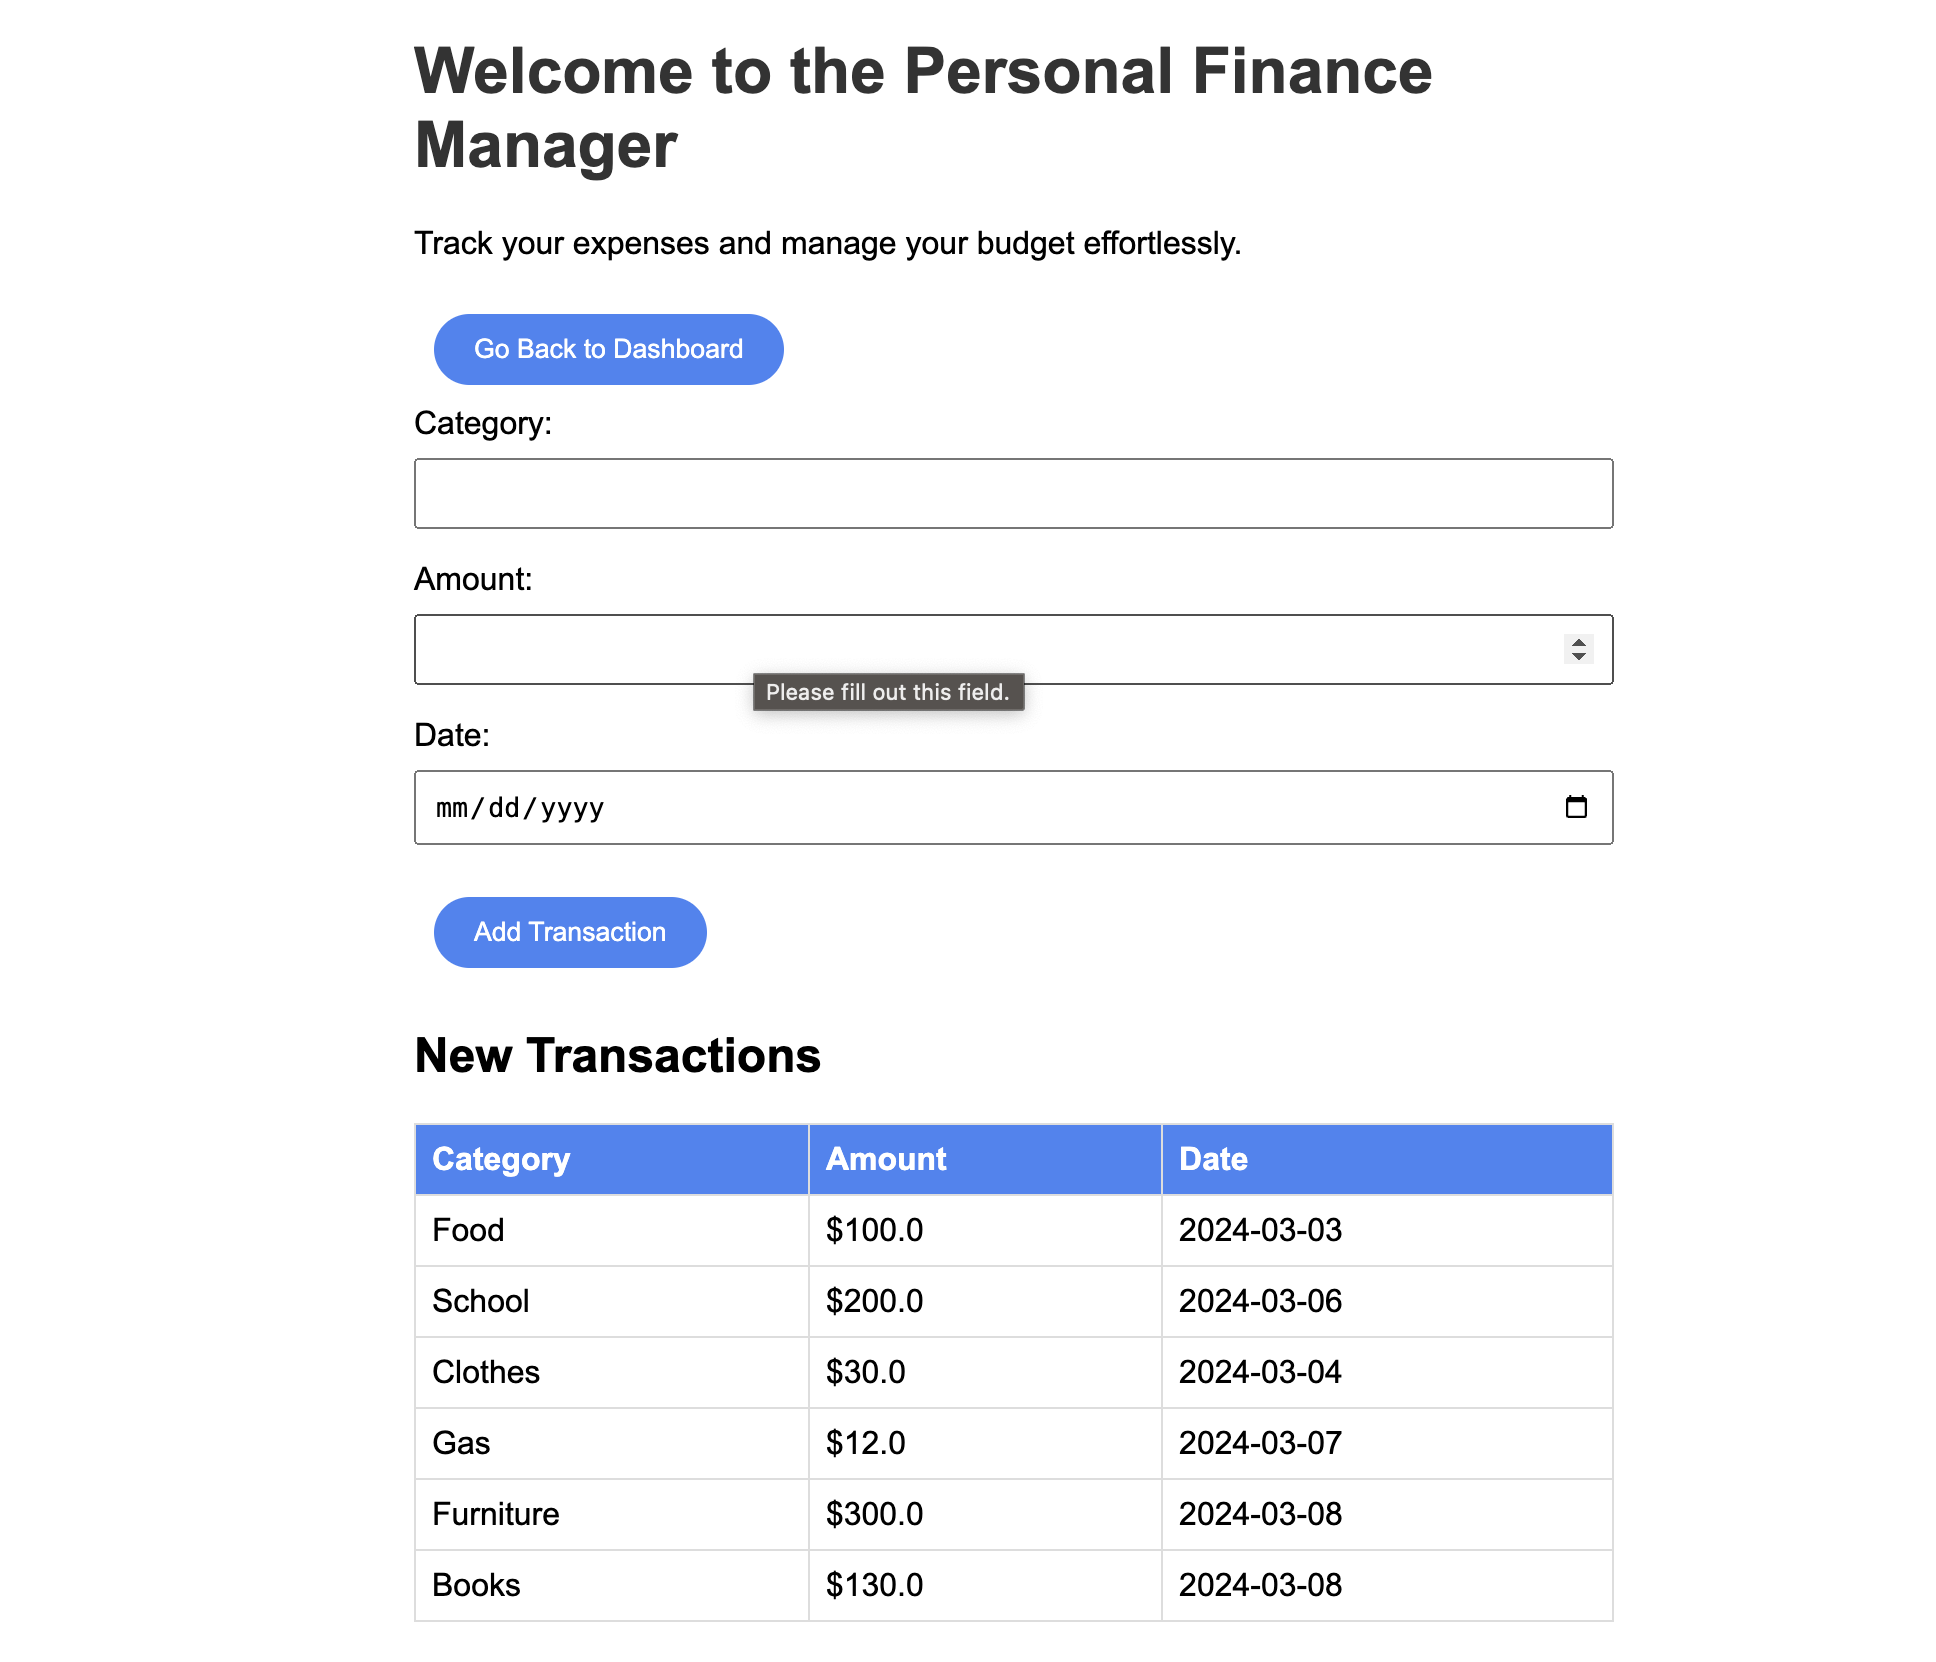 Welcome to the Personal Finance
Manager
Track your expenses and manage your budget effortlessly.
Go Back to Dashboard
Category:
Amount:
Please fill out this field.
Date:
mm/dd/yyyy
Add Transaction
New Transactions
Category Amount Date
Food $100.0 2024-03-03
School $200.0 2024-03-06
Clothes $30.0 2024-03-04
Gas $12.0 2024-03-07
Furniture $300.0 2024-03-08
Books $130.0 2024-03-08